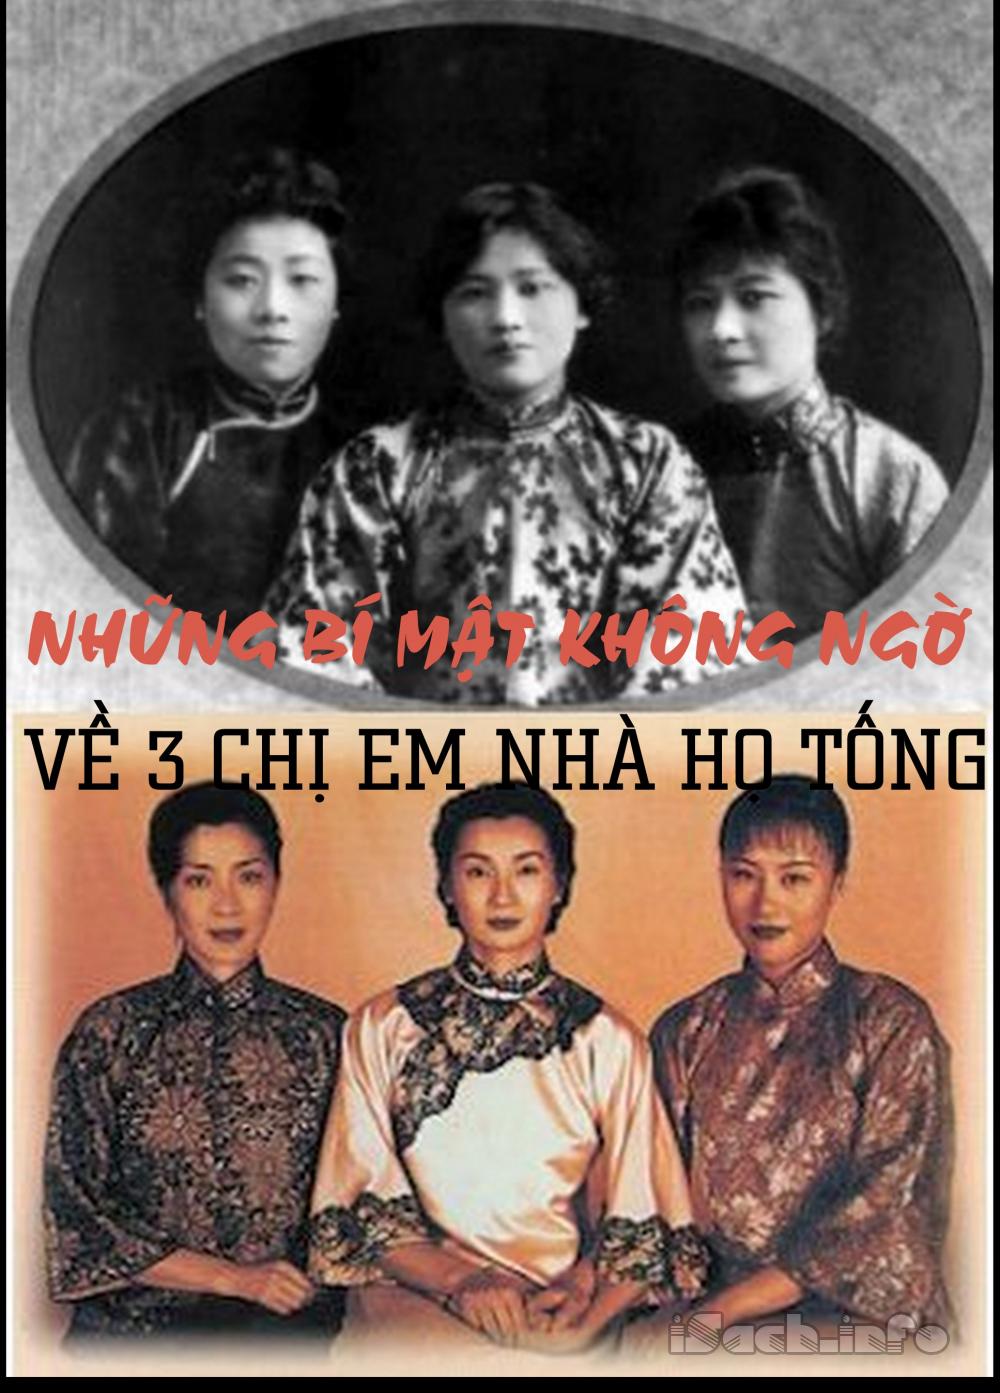 NHỮNG BÍ MẬT KHÔNG NGỜ
VỀ 3 CHỊ EM NHÀ HỌ TỐNG
iSach.info